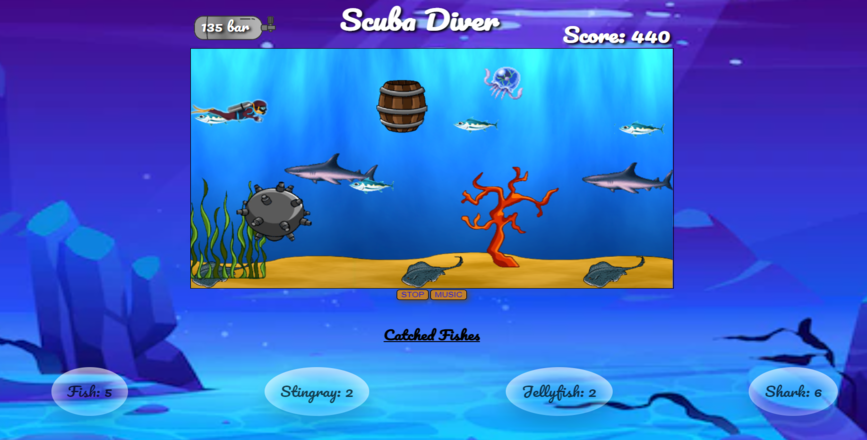 Scuba Diver
135 bar
Score: 440
STOP MUSIC
Catched Fishes
Fish: 5
Stingray: 2
Jellyfish: 2
Shark: 6